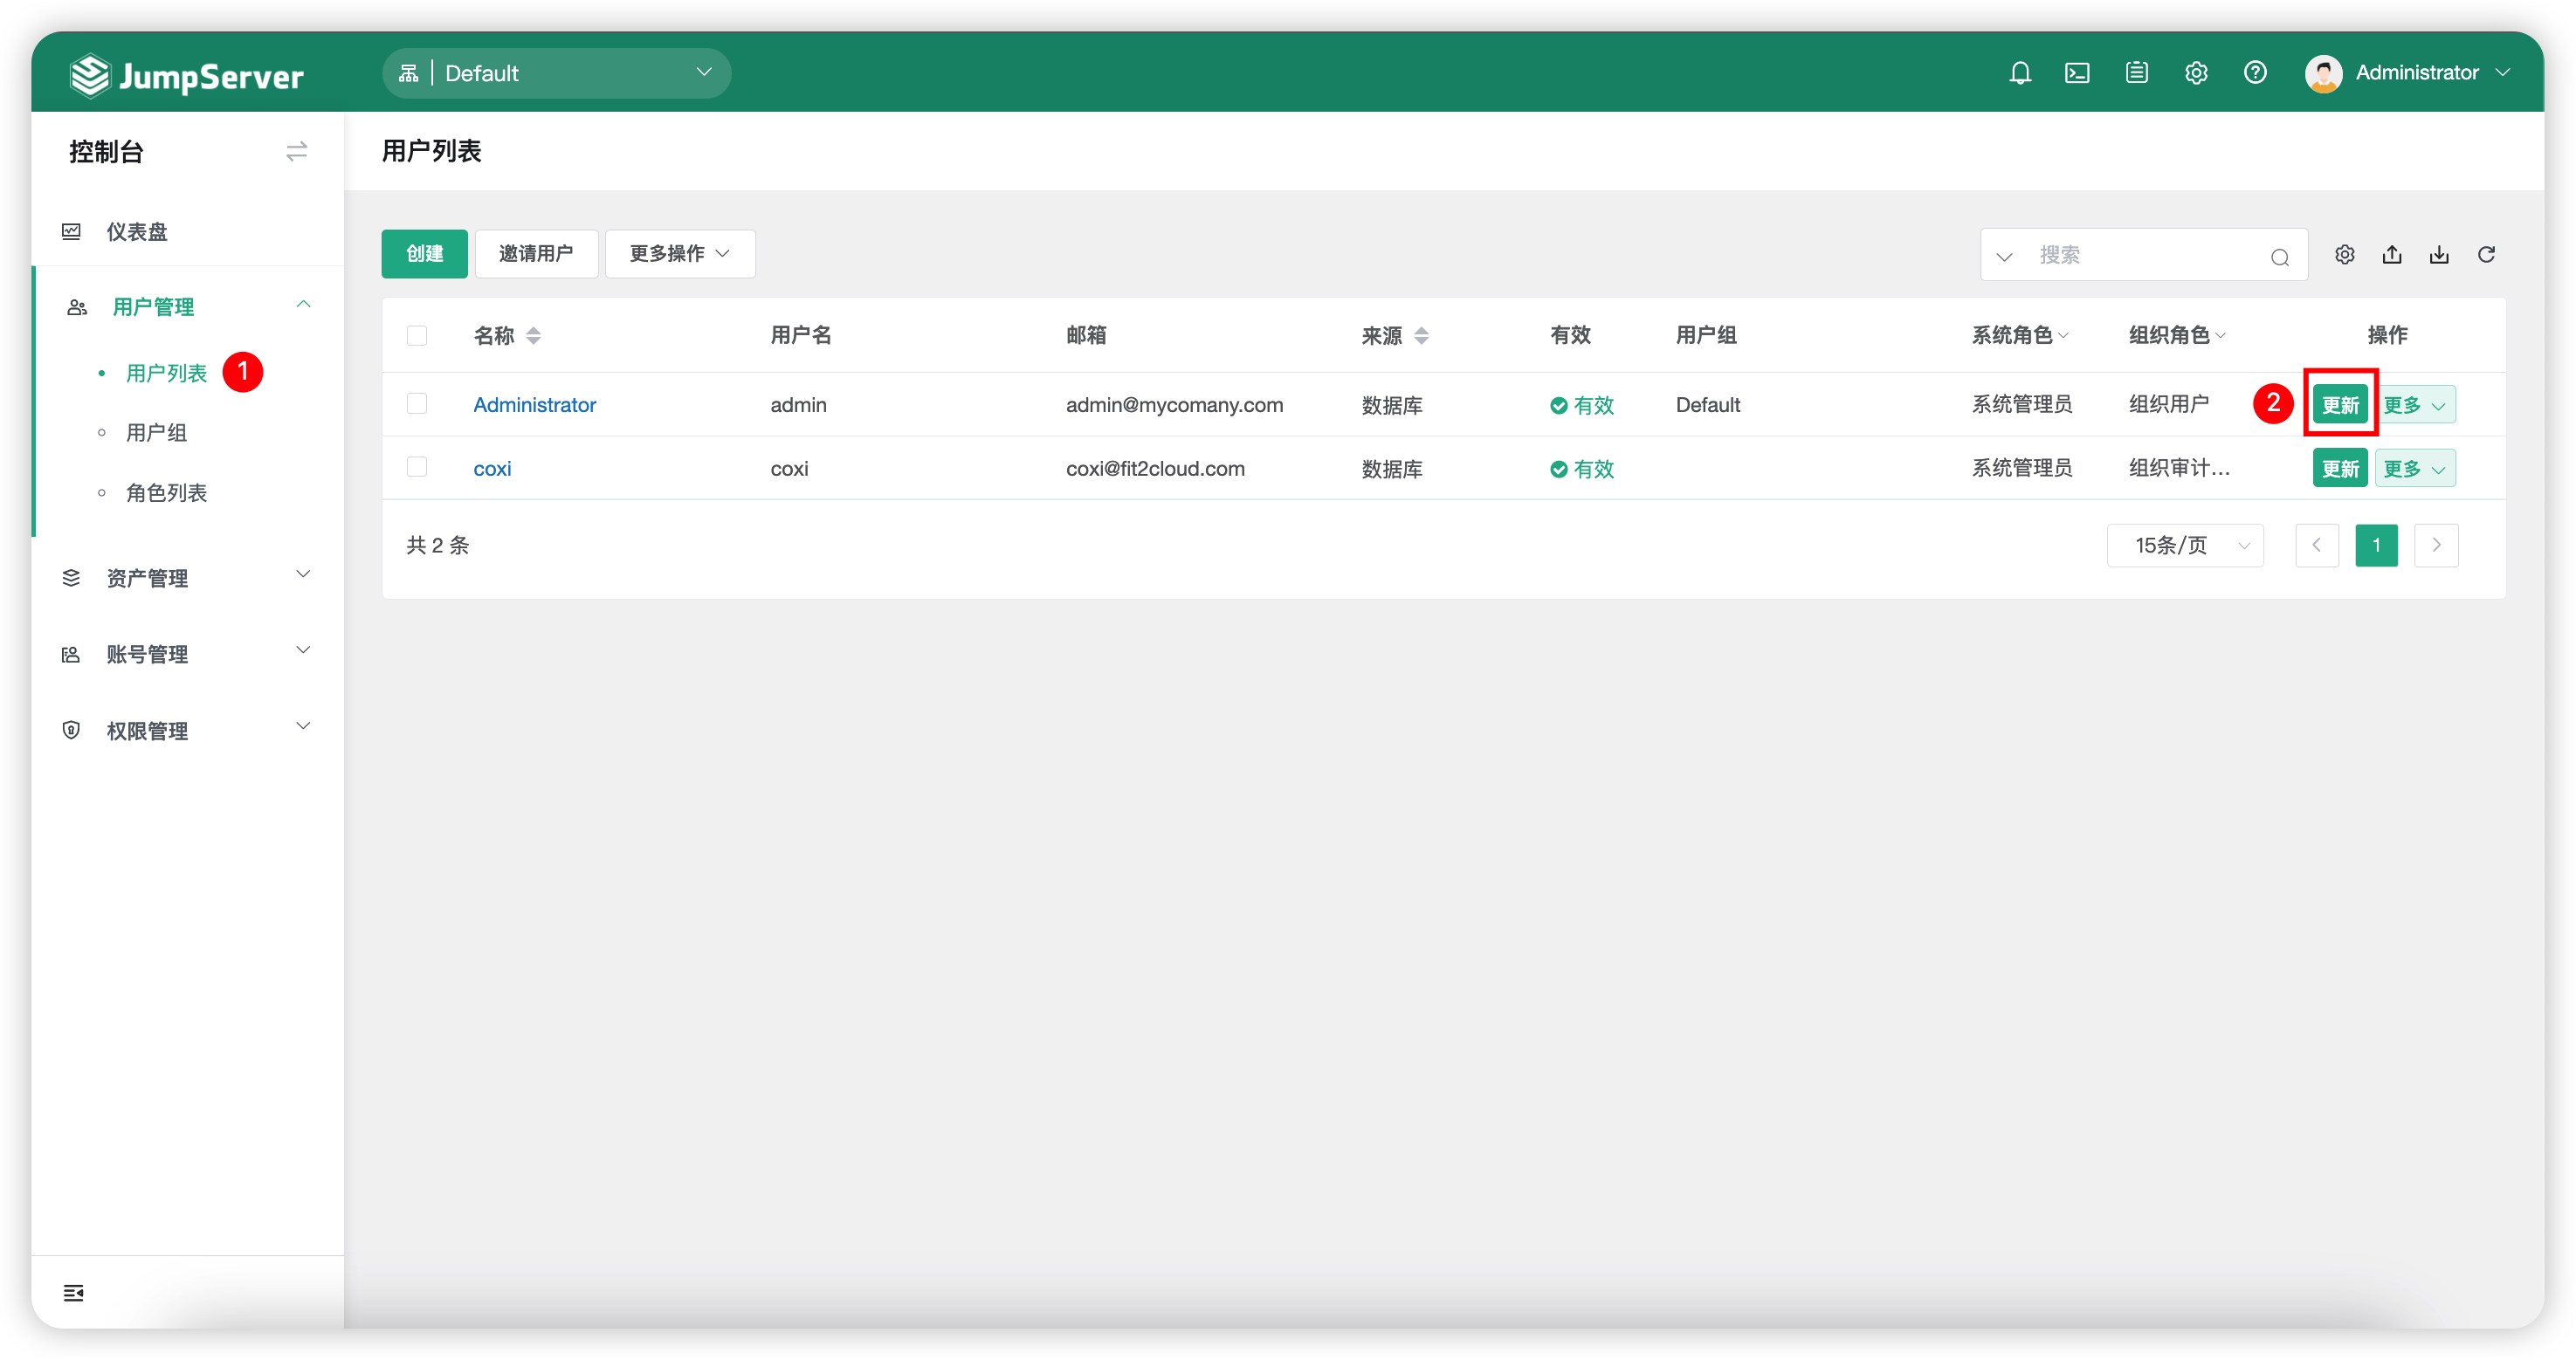 JumpServer
Default
Administrator
控制台
用户列表
仪表盘
创建
邀请用户
更多操作
搜索
用户管理
用户列表
1
用户组
角色列表
资产管理
账号管理
权限管理
名称
用户名
邮箱
来源
有效
用户组
系统角色
组织角色
操作
Administrator
admin
admin@mycomany.com
数据库
有效
Default
系统管理员
组织用户
2
更新
更多
coxi
coxi
coxi@fit2cloud.com
数据库
有效
系统管理员
组织审计...
更新
更多
共 2 条
15条/页
1